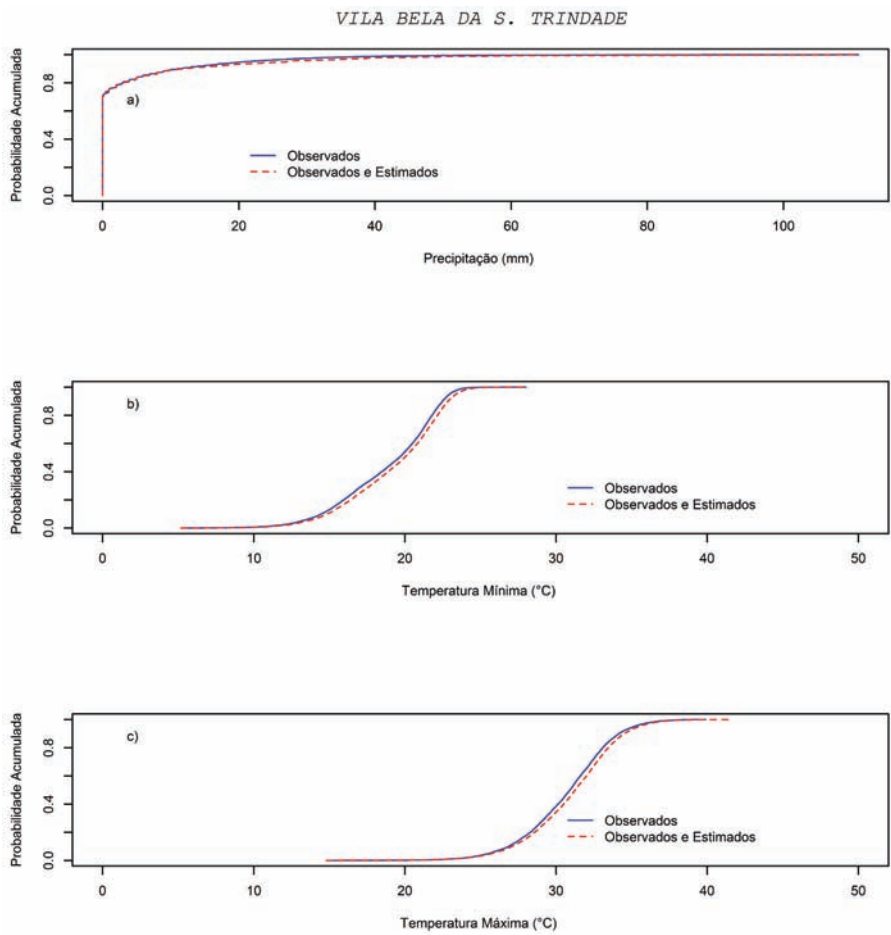 VILA BELA DA S. TRINDADE
Probabilidade Acumulada
0.0 0.4 0.8
a)
Observados
Observados e Estimados
0 20 40 60 80 100
Precipitação (mm)
Probabilidade Acumulada
0.0 0.4 0.8
b)
Observados
Observados e Estimados
0 10 20 30 40 50
Temperatura Mínima (°C)
Probabilidade Acumulada
0.0 0.4 0.8
c)
Observados
Observados e Estimados
0 10 20 30 40 50
Temperatura Máxima (°C)